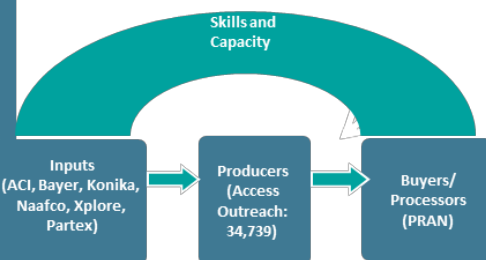 Skills and
Capacity
Inputs
(ACI, Bayer, Konika,
Naafco, Xplore,
Partex)
Producers
(Access
Outreach:
34,739)
Buyers/
Processors
(PRAN)